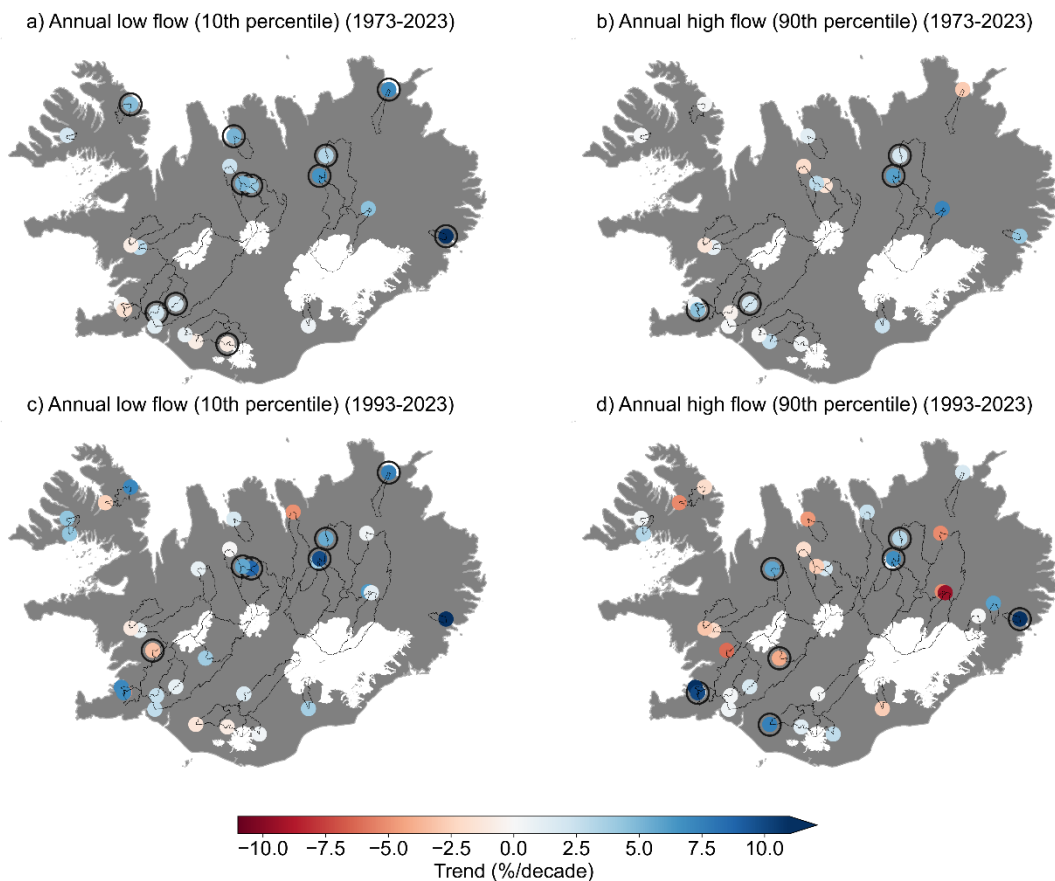 a) Annual low flow (10th percentile) (1973-2023)
b) Annual high flow (90th percentile) (1973-2023)
c) Annual low flow (10th percentile) (1993-2023)
d) Annual high flow (90th percentile) (1993-2023)
−10.0 −7.5 −5.0 −2.5 0.0 2.5 5.0 7.5 10.0
Trend (%/decade)